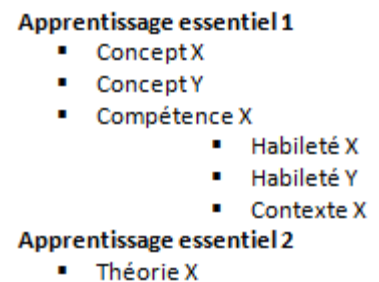 Apprentissage essentiel 1
▪ Concept X
▪ Concept Y
▪ Compétence X
▪ Habileté X
▪ Habileté Y
▪ Contexte X
Apprentissage essentiel 2
▪ Théorie X